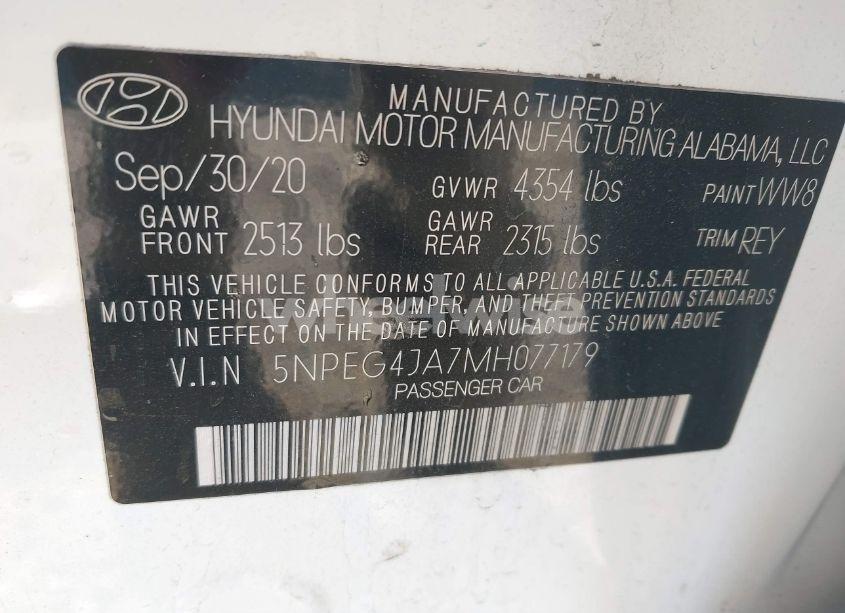 MANUFACTURED BY
HYUNDAI MOTOR MANUFACTURING ALABAMA, LLC
Sep/30/20 GVWR 4354 lbs PAINT WW8
GAWR FRONT 2513 lbs GAWR REAR 2315 lbs TRIM REY
THIS VEHICLE CONFORMS TO ALL APPLICABLE U.S.A. FEDERAL
MOTOR VEHICLE SAFETY, BUMPER, AND THEFT PREVENTION STANDARDS
IN EFFECT ON THE DATE OF MANUFACTURE SHOWN ABOVE
V.I.N 5NPEG4JA7MH077179
PASSENGER CAR
wheelwise